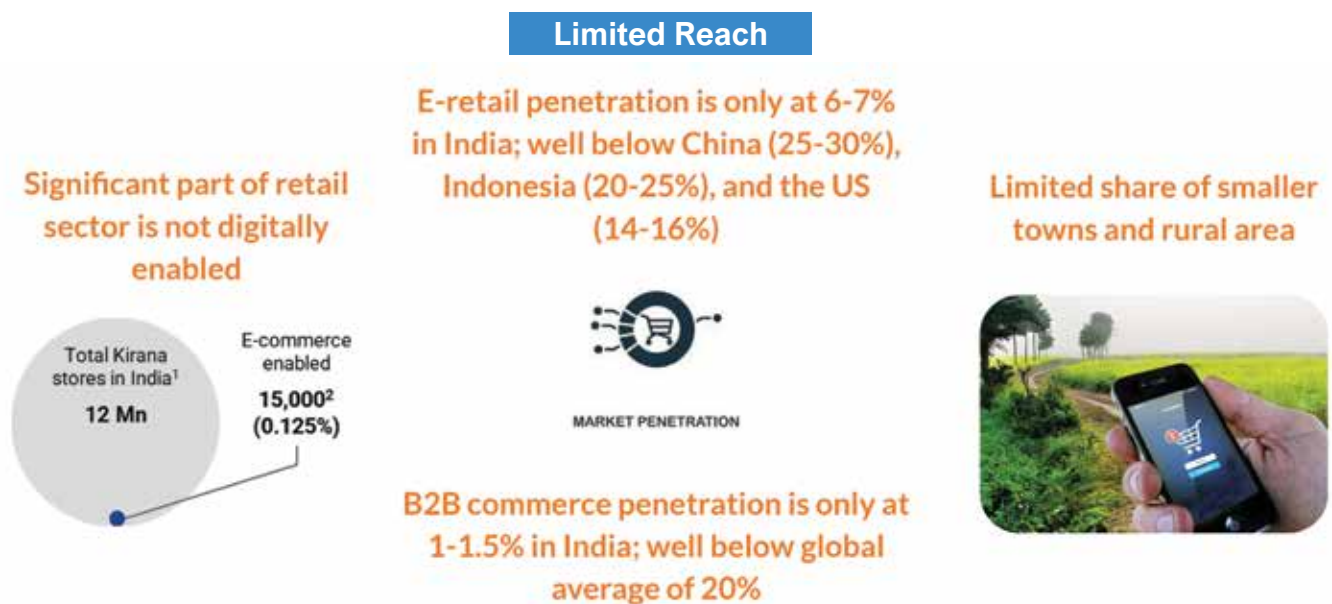 Limited Reach
Significant part of retail
sector is not digitally
enabled
Total Kirana
stores in India¹
12 Mn
E-commerce
enabled
15,000²
(0.125%)
E-retail penetration is only at 6-7%
in India; well below China (25-30%),
Indonesia (20-25%), and the US
(14-16%)
MARKET PENETRATION
B2B commerce penetration is only at
1-1.5% in India; well below global
average of 20%
Limited share of smaller
towns and rural area